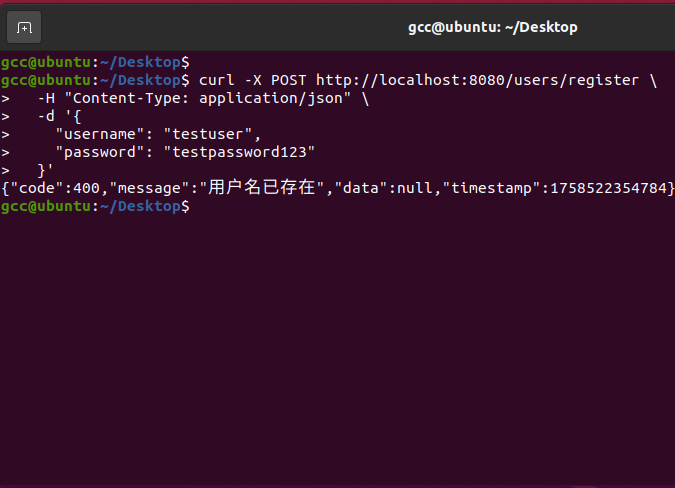 gcc@ubuntu: ~/Desktop
gcc@ubuntu:~/Desktop$
gcc@ubuntu:~/Desktop$ curl -X POST http://localhost:8080/users/register \
>   -H "Content-Type: application/json" \
>   -d '{
>     "username": "testuser",
>     "password": "testpassword123"
>   }'
{"code":400,"message":"用户名已存在","data":null,"timestamp":1758522354784}
gcc@ubuntu:~/Desktop$